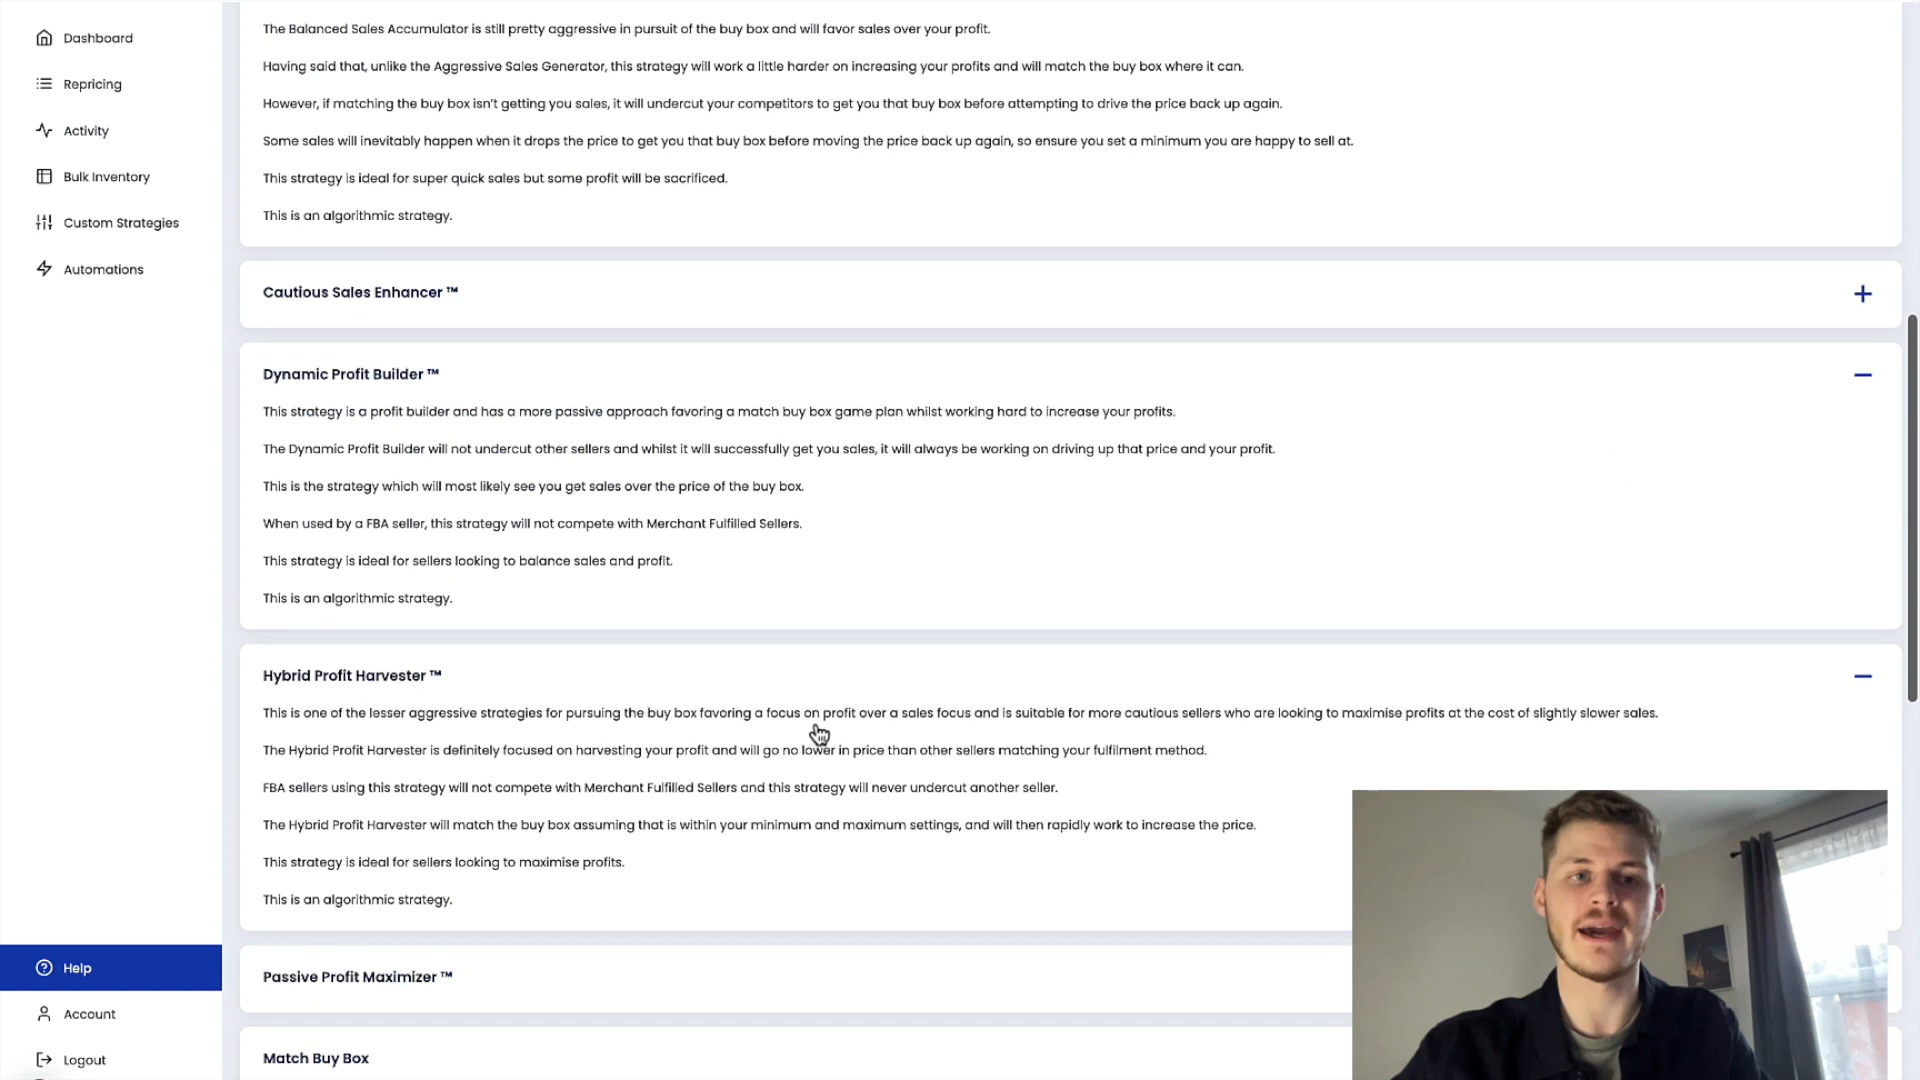 Dashboard
Repricing
Activity
Bulk Inventory
Custom Strategies
Automations
Help
Account
Logout
The Balanced Sales Accumulator is still pretty aggressive in pursuit of the buy box and will favor sales over your profit.
Having said that, unlike the Aggressive Sales Generator, this strategy will work a little harder on increasing your profits and will match the buy box where it can.
However, if matching the buy box isn't getting you sales, it will undercut your competitors to get you that buy box before attempting to drive the price back up again.
Some sales will inevitably happen when it drops the price to get you that buy box before moving the price back up again, so ensure you set a minimum you are happy to sell at.
This strategy is ideal for super quick sales but some profit will be sacrificed.
This is an algorithmic strategy.
Cautious Sales Enhancer ™
Dynamic Profit Builder ™
This strategy is a profit builder and has a more passive approach favoring a match buy box game plan whilst working hard to increase your profits.
The Dynamic Profit Builder will not undercut other sellers and whilst it will successfully get you sales, it will always be working on driving up that price and your profit.
This is the strategy which will most likely see you get sales over the price of the buy box.
When used by a FBA seller, this strategy will not compete with Merchant Fulfilled Sellers.
This strategy is ideal for sellers looking to balance sales and profit.
This is an algorithmic strategy.
Hybrid Profit Harvester ™
This is one of the lesser aggressive strategies for pursuing the buy box favoring a focus on profit over a sales focus and is suitable for more cautious sellers who are looking to maximise profits at the cost of slightly slower sales.
The Hybrid Profit Harvester is definitely focused on harvesting your profit and will go no lower in price than other sellers matching your fulfilment method.
FBA sellers using this strategy will not compete with Merchant Fulfilled Sellers and this strategy will never undercut another seller.
The Hybrid Profit Harvester will match the buy box assuming that is within your minimum and maximum settings, and will then rapidly work to increase the price.
This strategy is ideal for sellers looking to maximise profits.
This is an algorithmic strategy.
Passive Profit Maximizer ™
Match Buy Box